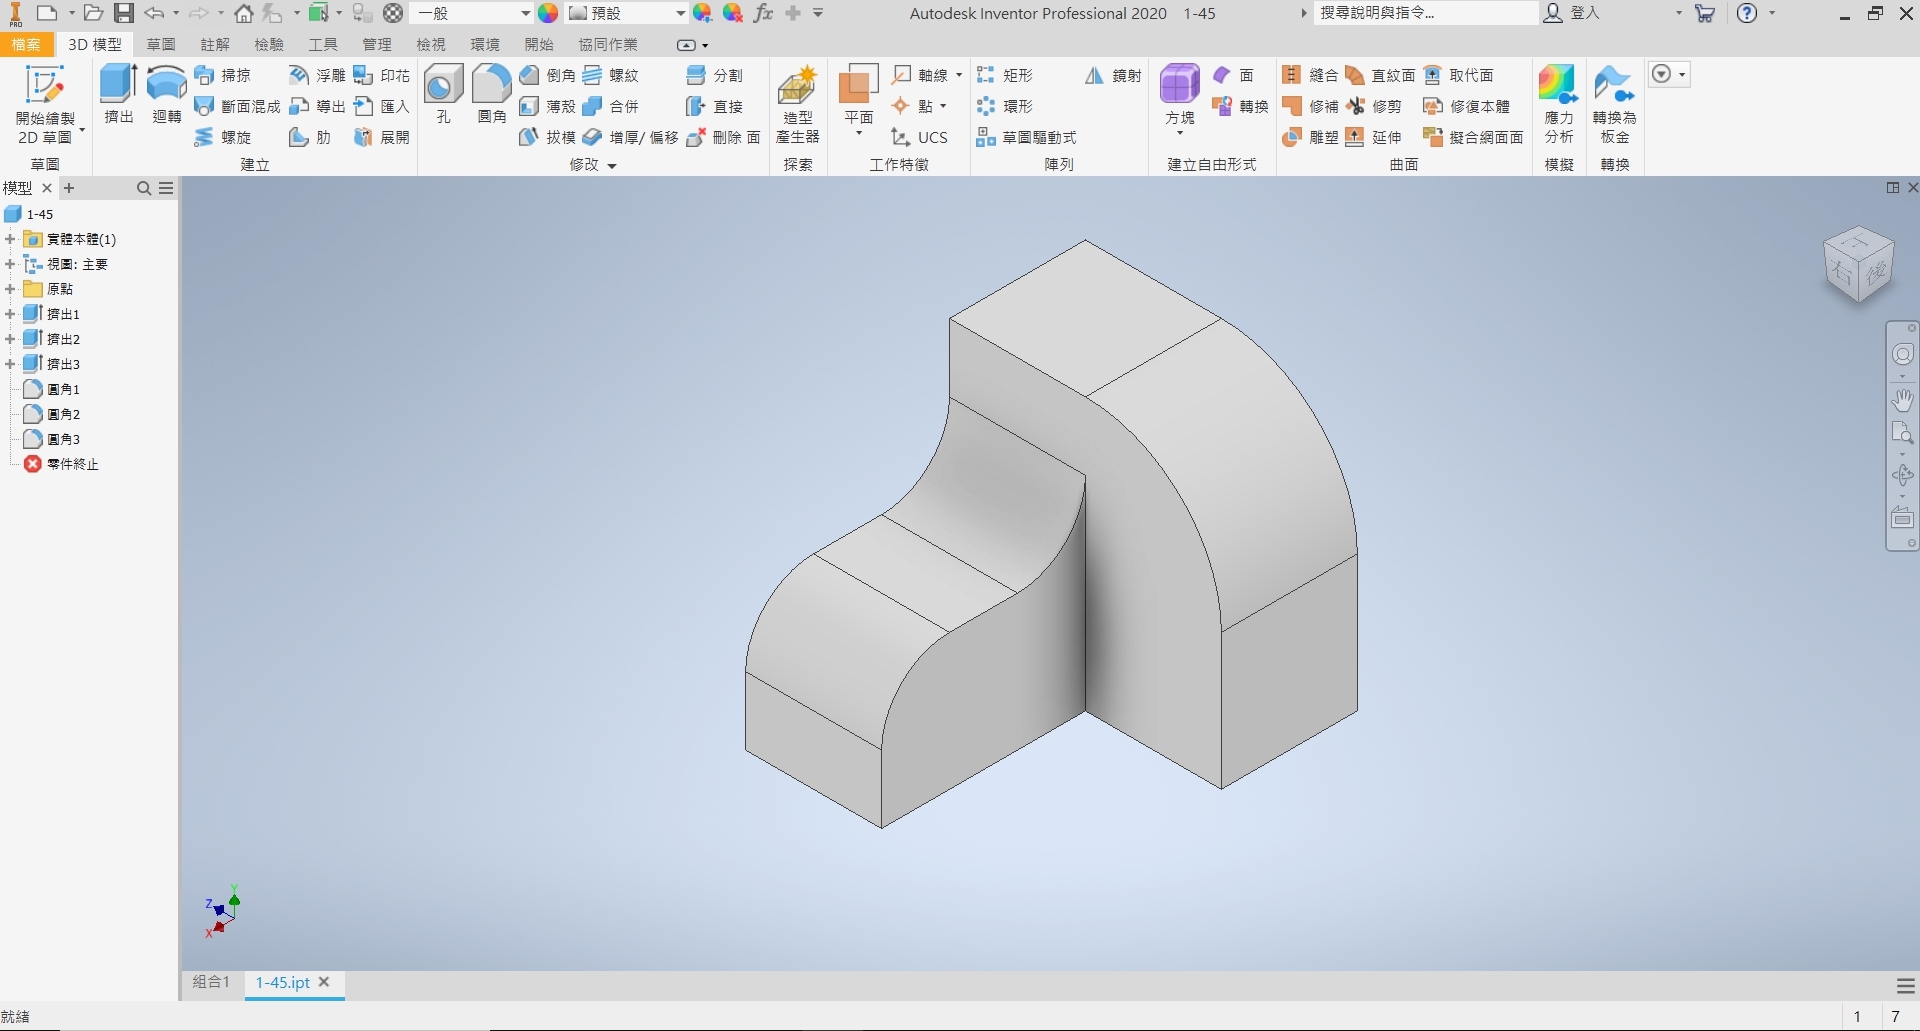 PRO 一般 預設 fx Autodesk Inventor Professional 2020 1-45 搜尋說明與指令... 登入
檔案 3D 模型 草圖 註解 檢驗 工具 管理 檢視 環境 開始 協同作業
開始繪製
2D 草圖
草圖
擠出
迴轉
掃掠
斷面混成
螺旋
浮雕
導出
肋
印花
匯入
展開
建立
孔
圓角
倒角
薄殼
拔模
螺紋
合併
增厚/ 偏移
分割
直接
刪除 面
修改
造型
產生器
探索
平面
軸線
點
UCS
工作特徵
矩形
環形
草圖驅動式
鏡射
陣列
方塊
面
轉換
建立自由形式
縫合
修補
雕塑
直紋面
修剪
延伸
取代面
修復本體
擬合網面面
曲面
應力
分析
模擬
轉換為
板金
轉換
模型
1-45
實體本體(1)
視圖: 主要
原點
擠出1
擠出2
擠出3
圓角1
圓角2
圓角3
零件終止
上
右
後
Y
Z
X
組合1 1-45.ipt
就緒 1 7